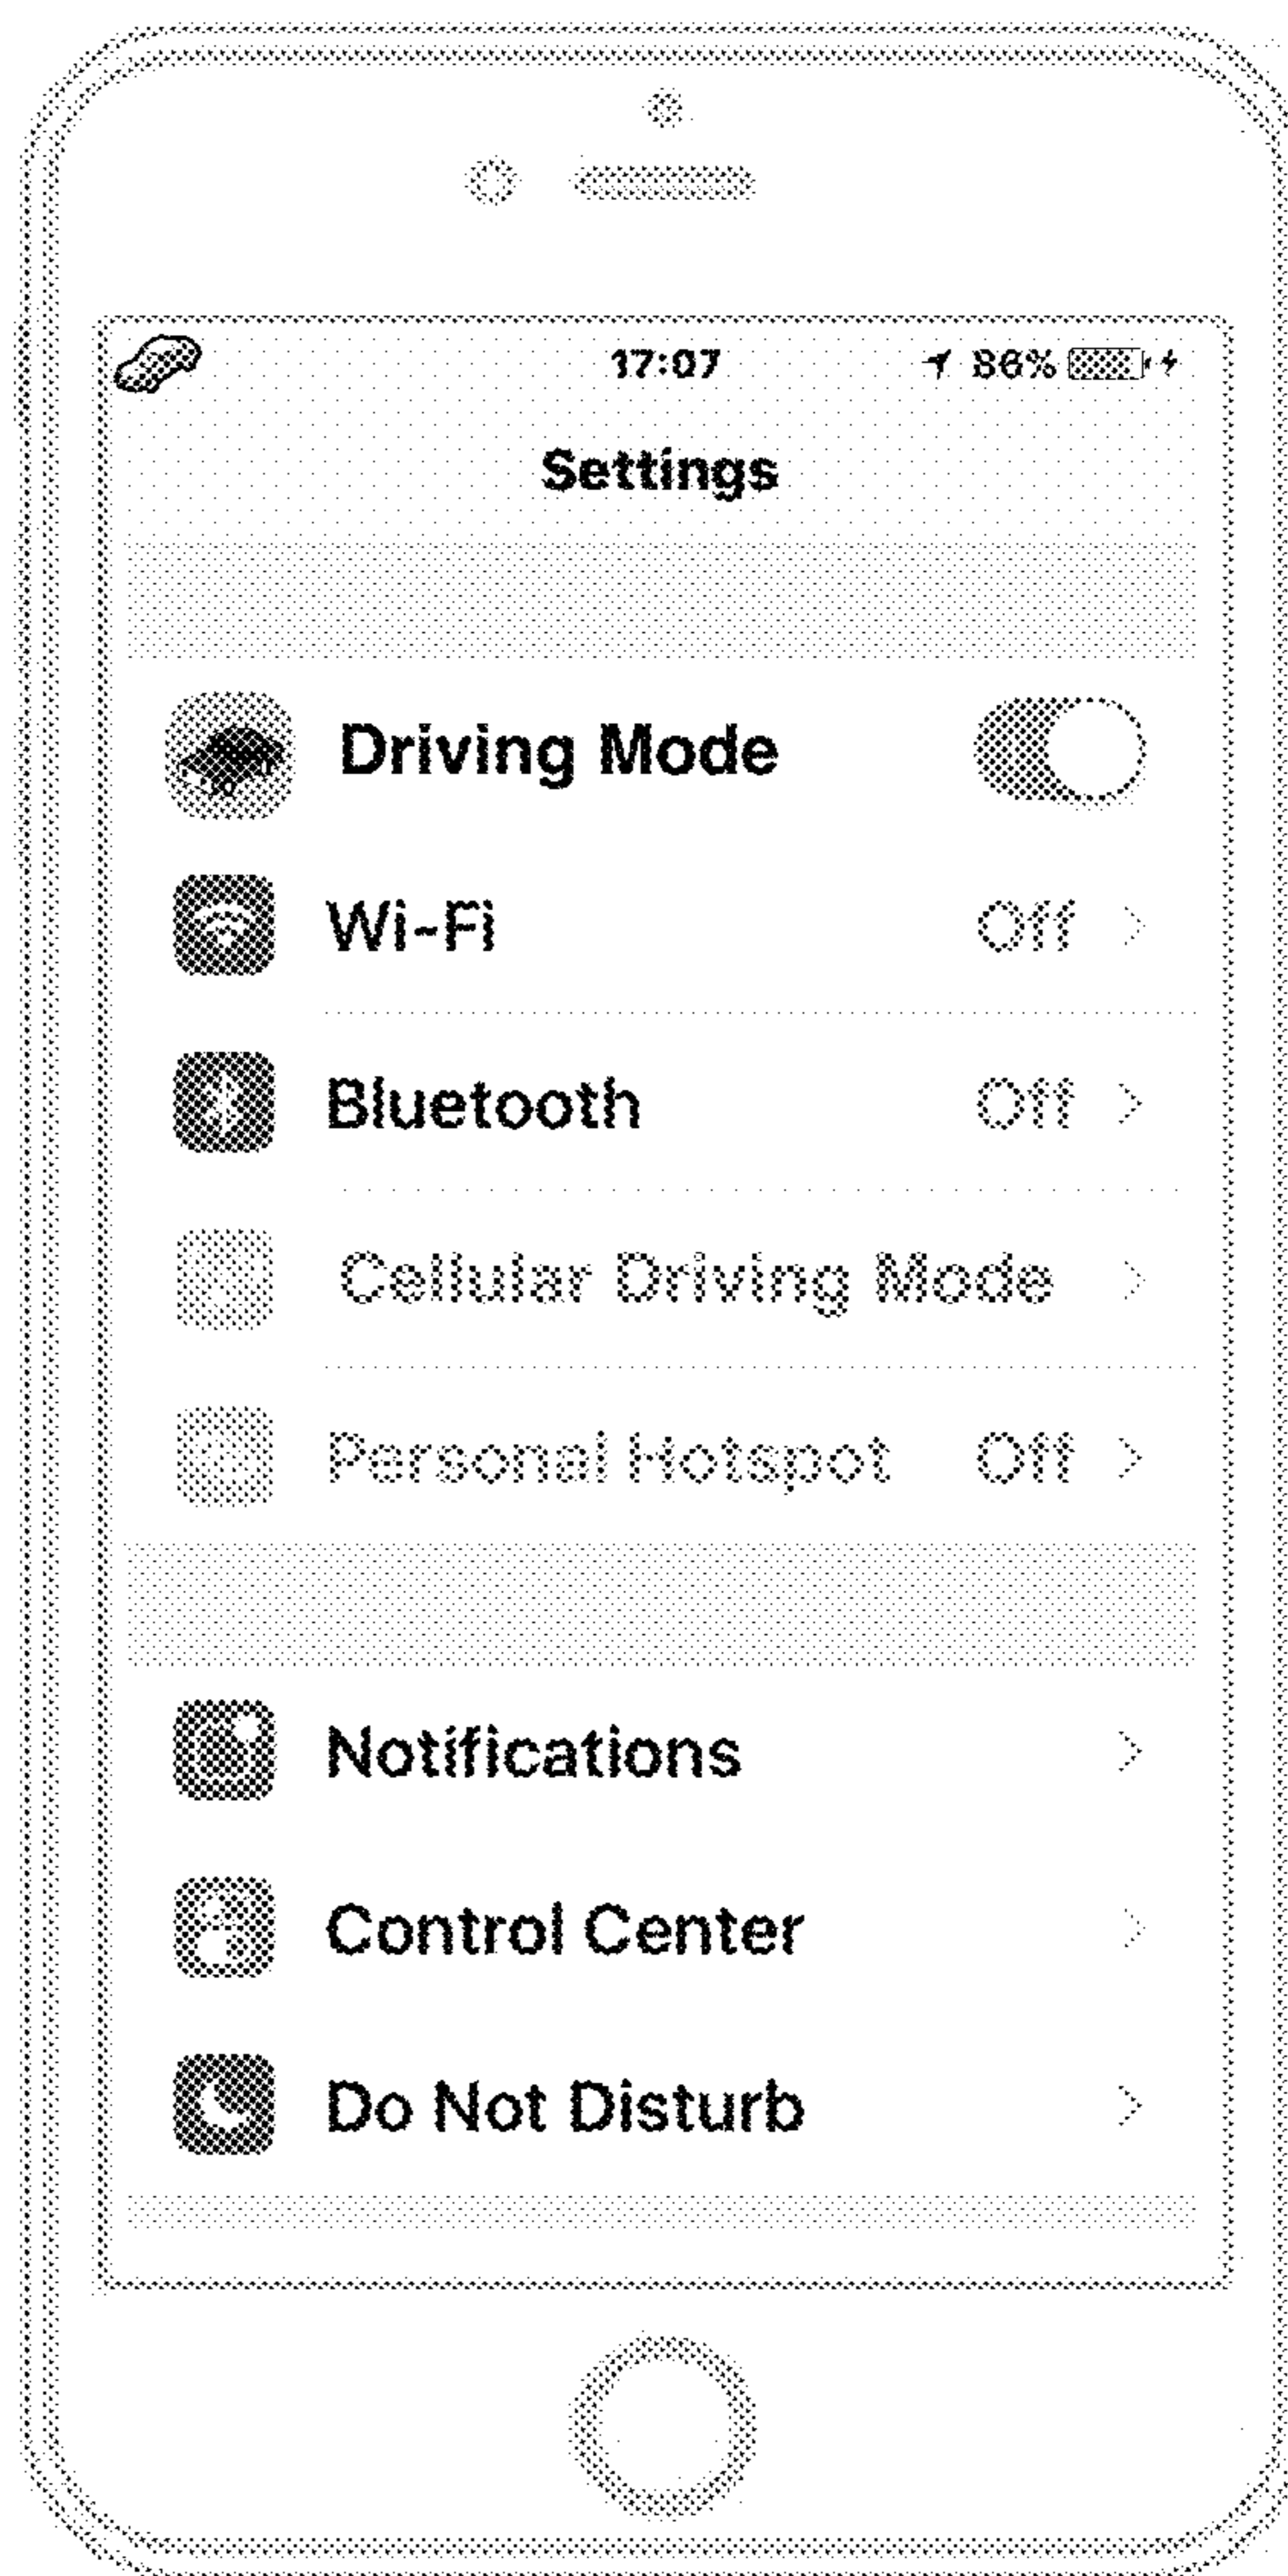 17:07 86%
Settings
Driving Mode
Wi-Fi Off
Bluetooth Off
Cellular Driving Mode
Personal Hotspot Off
Notifications
Control Center
Do Not Disturb